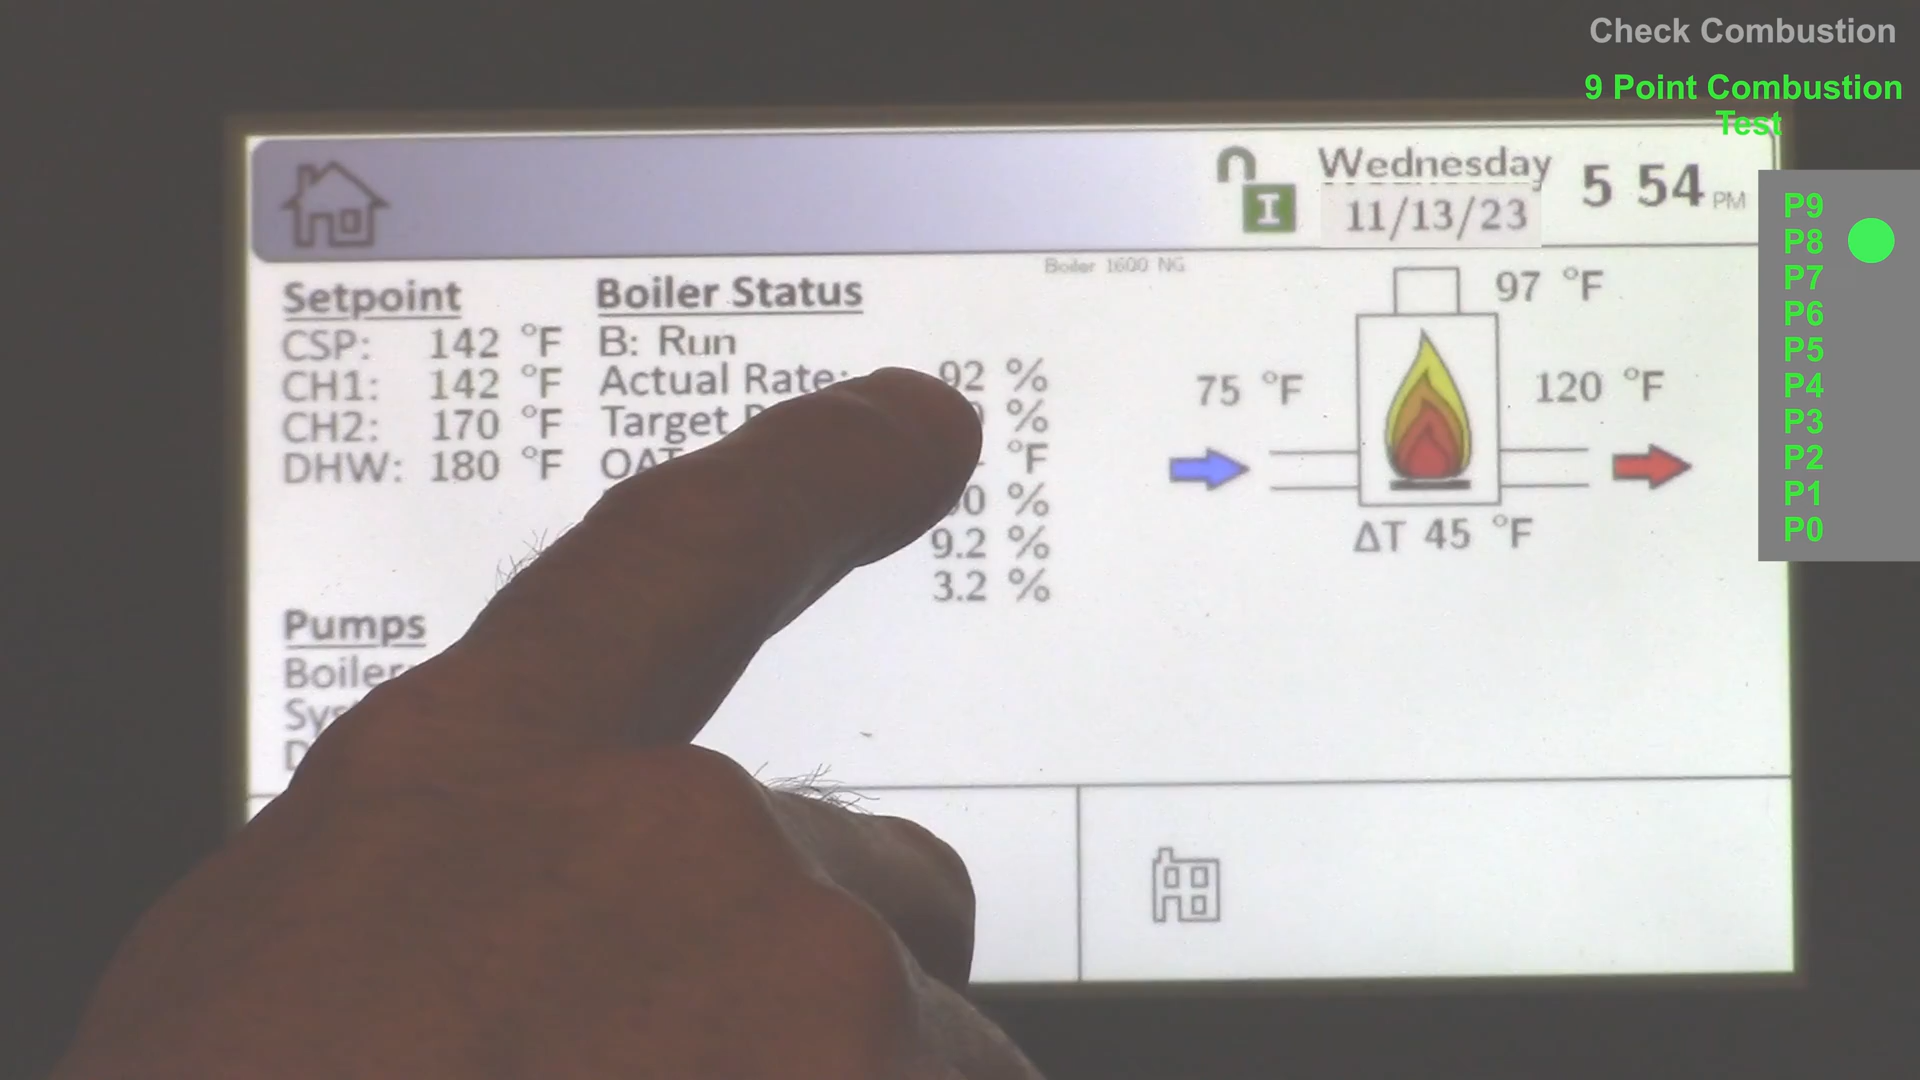 Check Combustion
9 Point Combustion
Test
Wednesday
11/13/23
5 54 PM
I
Boiler 1600 NG
Setpoint
CSP: 142 °F
CH1: 142 °F
CH2: 170 °F
DHW: 180 °F
Boiler Status
B: Run
Actual Rate: 92 %
Target %
OAT °F
%
9.2 %
3.2 %
97 °F
75 °F
120 °F
ΔT 45 °F
Pumps
Boiler
P9
P8
P7
P6
P5
P4
P3
P2
P1
P0